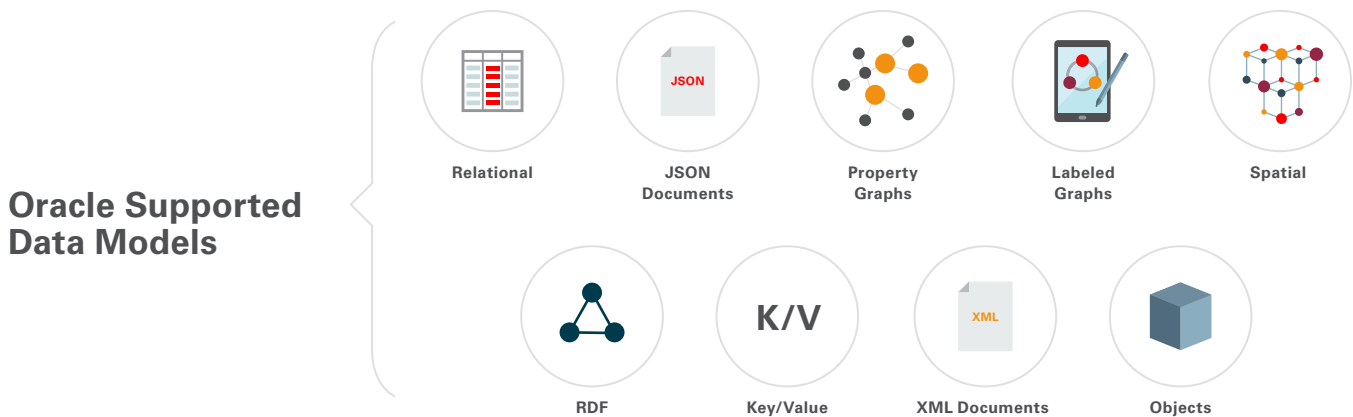 Oracle Supported
Data Models
JSON
Relational
JSON
Documents
Property
Graphs
Labeled
Graphs
Spatial
K/V
XML
RDF
Key/Value
XML Documents
Objects